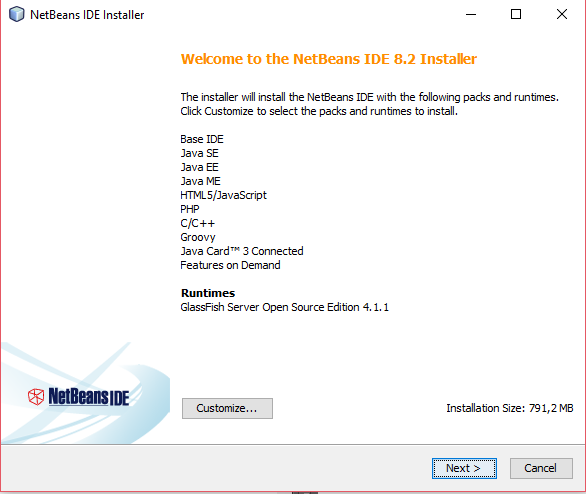 NetBeans IDE Installer
Welcome to the NetBeans IDE 8.2 Installer
The installer will install the NetBeans IDE with the following packs and runtimes.
Click Customize to select the packs and runtimes to install.
Base IDE
Java SE
Java EE
Java ME
HTML5/JavaScript
PHP
C/C++
Groovy
Java Card™ 3 Connected
Features on Demand
Runtimes
GlassFish Server Open Source Edition 4.1.1
NetBeans IDE
Customize...
Installation Size: 791,2 MB
Next >
Cancel